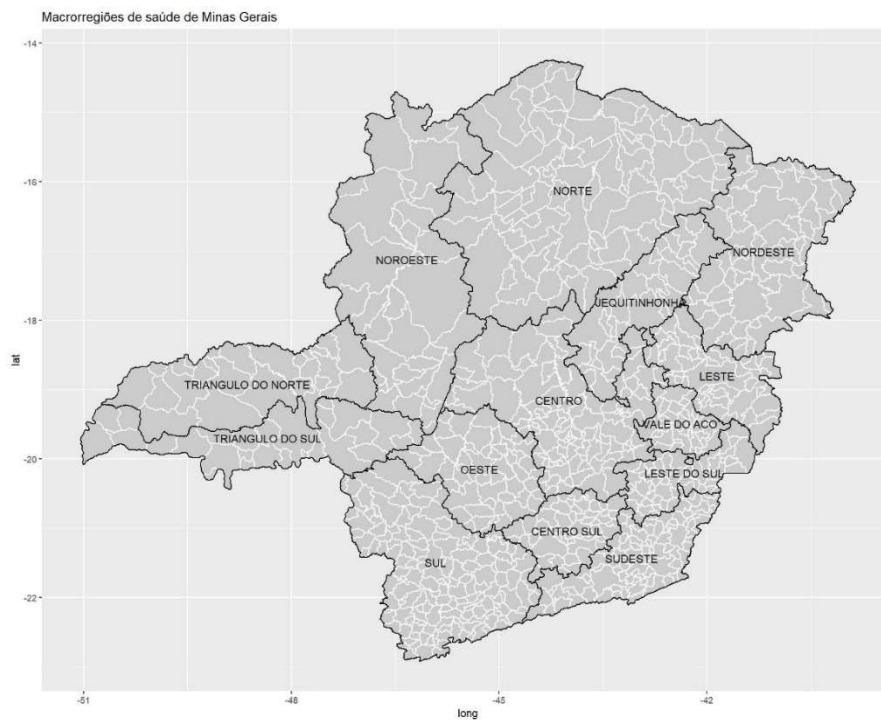 Macrorregiões de saúde de Minas Gerais
-14
NORTE
-16
NORDESTE
NOROESTE
JEQUITINHONHA
-18
lat
TRIANGULO DO NORTE
LESTE
CENTRO
VALE DO ACO
TRIANGULO DO SUL
-20
OESTE
LESTE DO SUL
CENTRO SUL
SUDESTE
SUL
-22
-51
-48
-45
-42
long